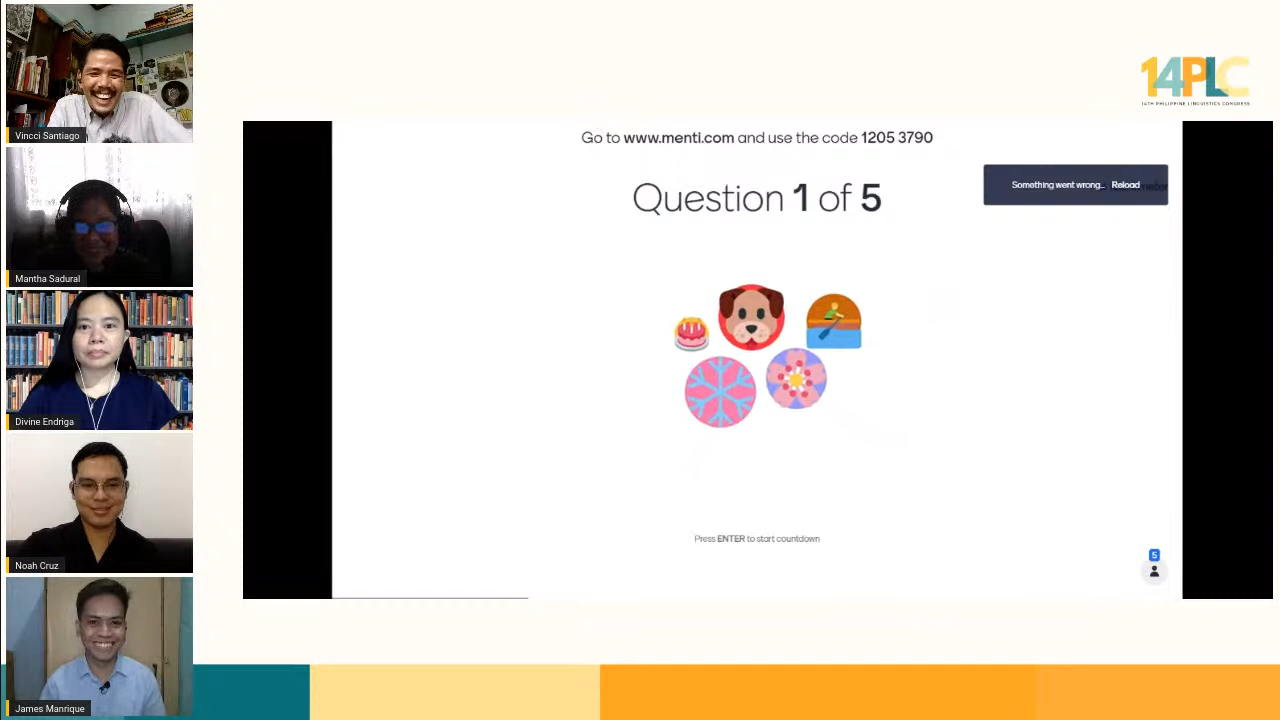 Vincci Santiago
Mantha Sadural
Divine Endriga
Noah Cruz
James Manrique
14PLC
14TH PHILIPPINE LINGUISTICS CONGRESS
Go to www.menti.com and use the code 1205 3790
Question 1 of 5
Something went wrong... Reload
Press ENTER to start countdown
5